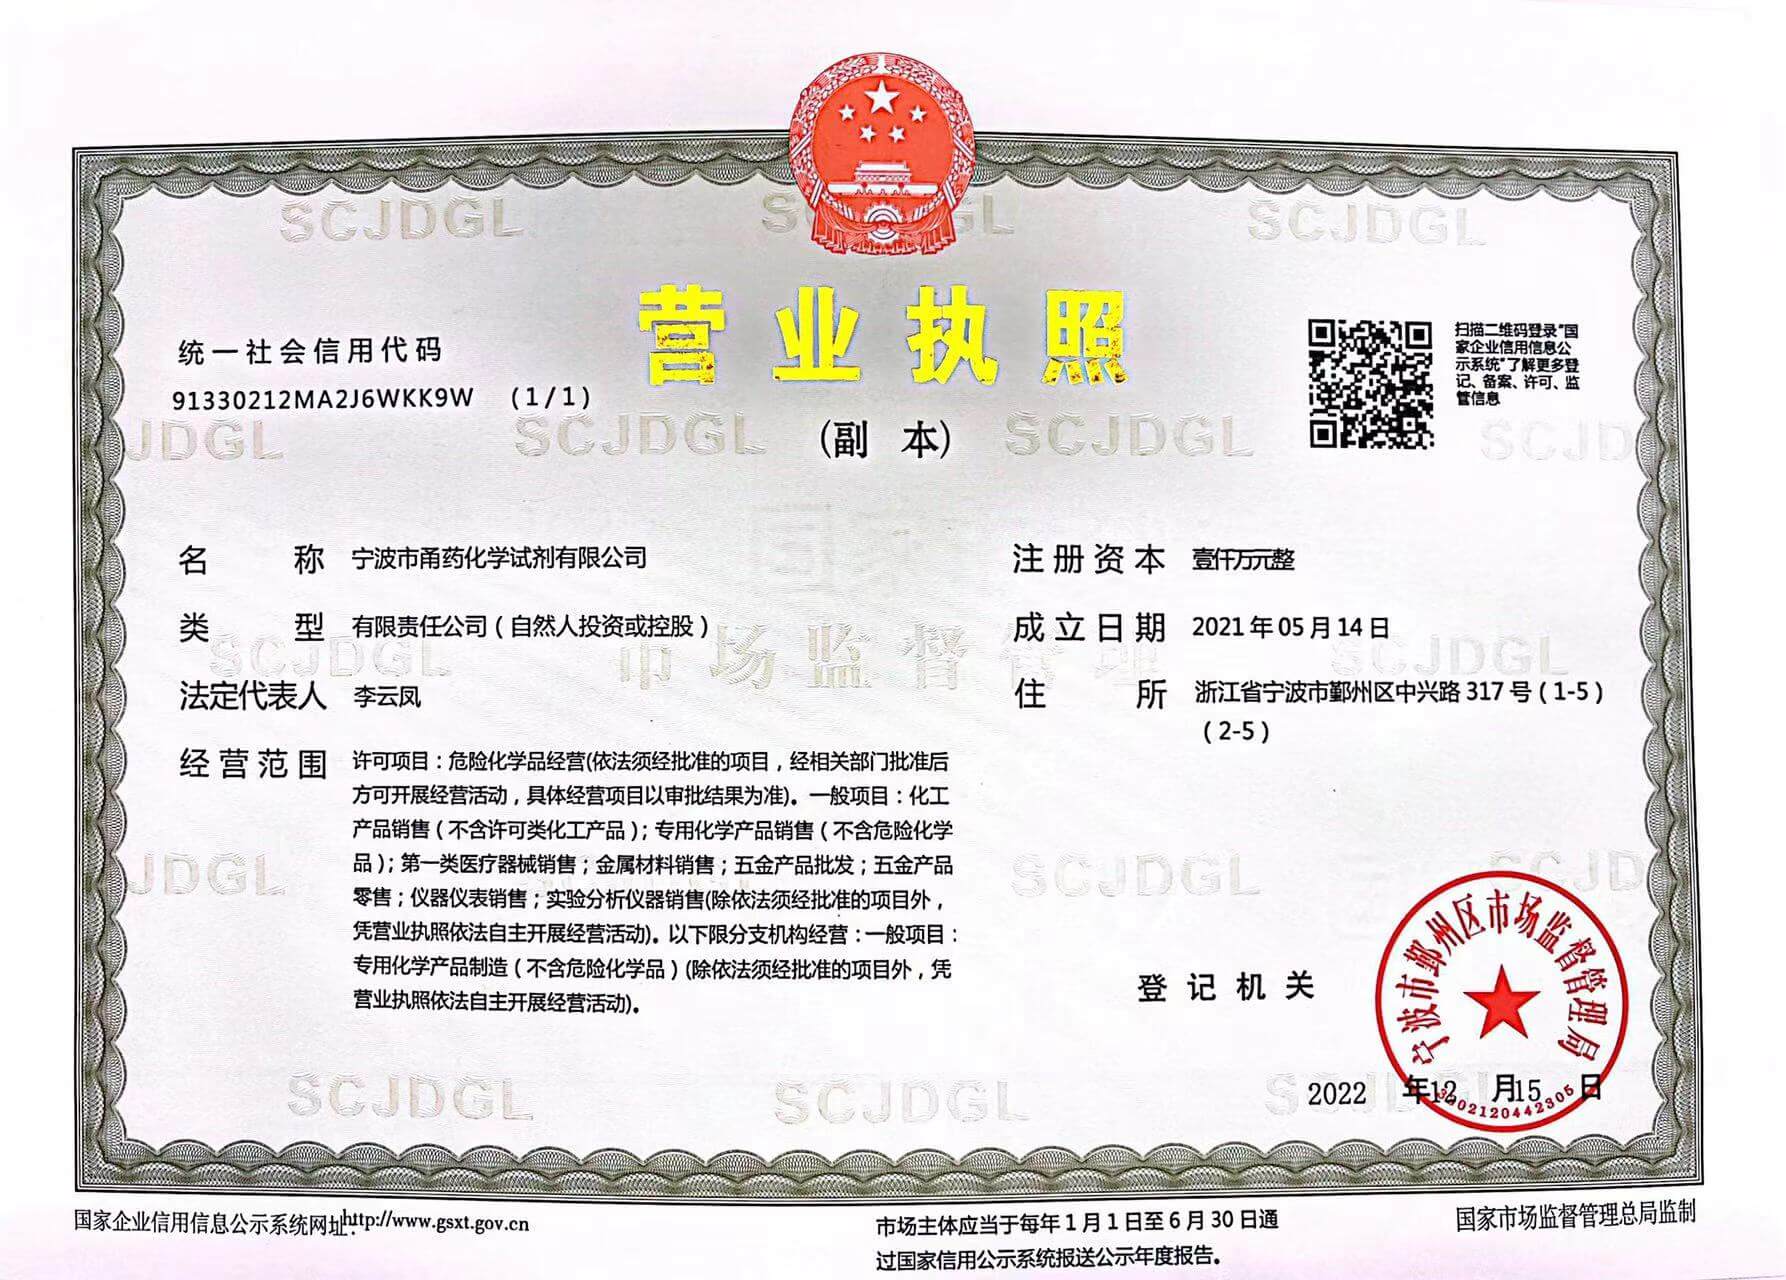 SCJDGL
SCJDGL
营业执照
(副 本)
统一社会信用代码
91330212MA2J6WKK9W (1/1)
扫描二维码登录“国
家企业信用信息公
示系统”了解更多登
记、备案、许可、监
管信息
JDGL
SCJDGL
SCJDGL
SCJD
名 称 宁波市甬药化学试剂有限公司
注册资本 壹仟万元整
类 型 有限责任公司(自然人投资或控股)
成立日期 2021年05月14日
SCJDGL
市场监督管理
SCJDGL
法定代表人 李云凤
住 所 浙江省宁波市鄞州区中兴路317号(1-5)
(2-5)
经营范围 许可项目:危险化学品经营(依法须经批准的项目,经相关部门批准后
方可开展经营活动,具体经营项目以审批结果为准)。一般项目:化工
产品销售(不含许可类化工产品);专用化学产品销售(不含危险化学
品);第一类医疗器械销售;金属材料销售;五金产品批发;五金产品
零售;仪器仪表销售;实验分析仪器销售(除依法须经批准的项目外,
凭营业执照依法自主开展经营活动)。以下限分支机构经营:一般项目:
专用化学产品制造(不含危险化学品)(除依法须经批准的项目外,凭
营业执照依法自主开展经营活动)。
JDGL
SCJDGL
SCJD
登记机关
宁波市鄞州区市场监督管理局
2022 年12 月15 日
SCJDGL
SCJDGL
国家企业信用信息公示系统网址:http://www.gsxt.gov.cn
市场主体应当于每年1月1日至6月30日通
过国家信用公示系统报送公示年度报告。
国家市场监督管理总局监制